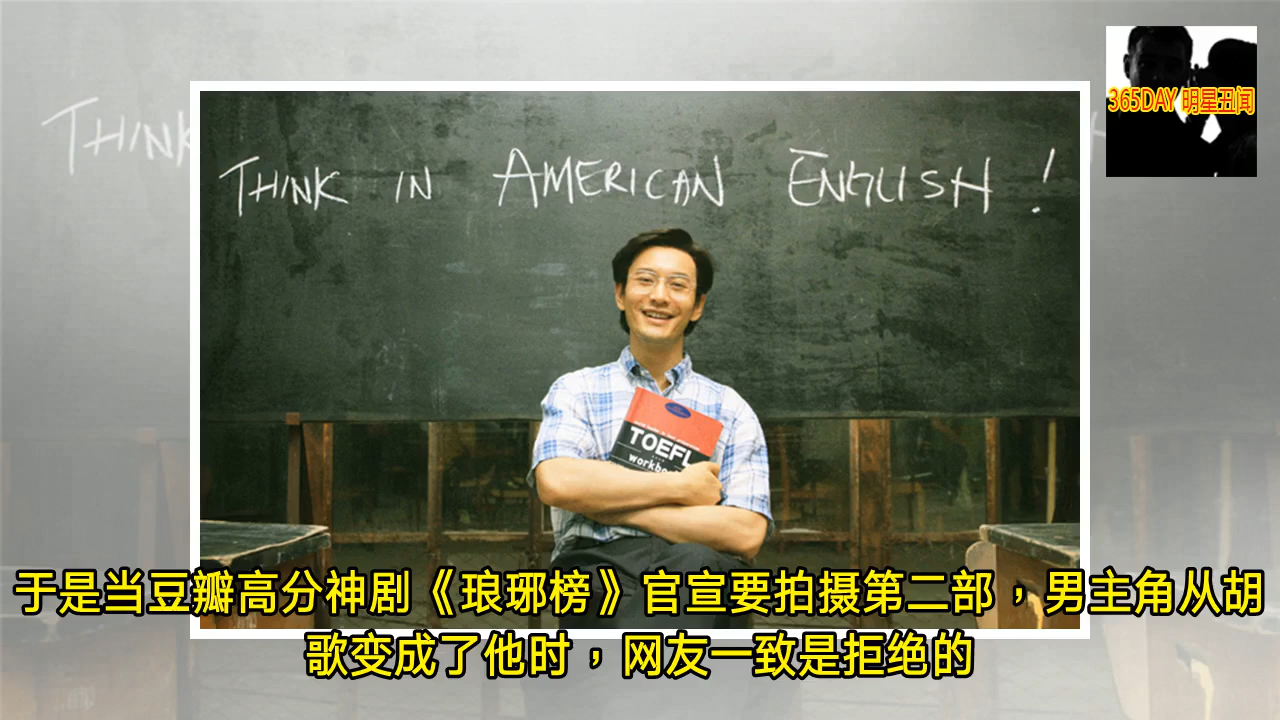 365DAY 明星丑闻
THINK
THINK IN AMERICAN ENGLISH!
TOEFL
于是当豆瓣高分神剧《琅琊榜》官宣要拍摄第二部，男主角从胡
歌变成了他时，网友一致是拒绝的